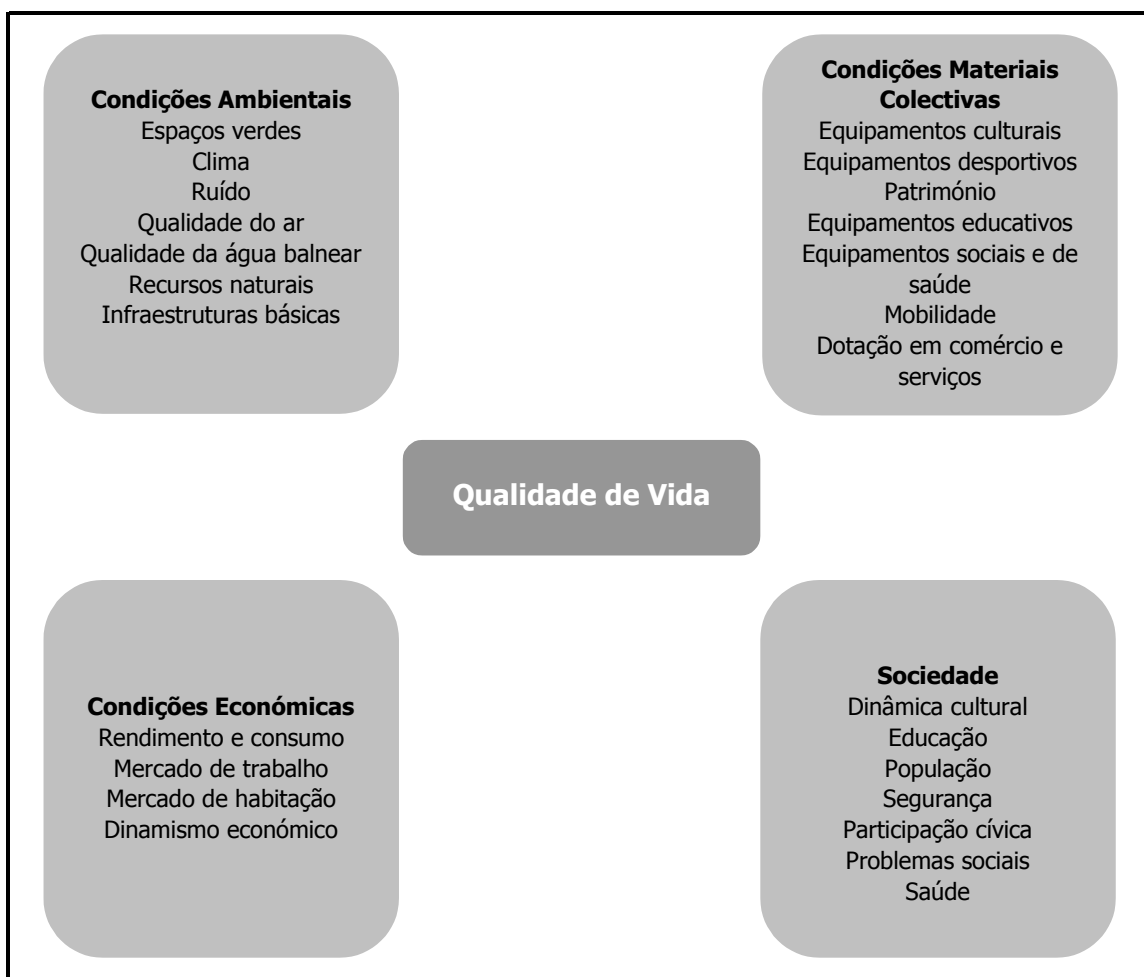 Condições Ambientais
Espaços verdes
Clima
Ruído
Qualidade do ar
Qualidade da água balnear
Recursos naturais
Infraestruturas básicas
Condições Materiais
Colectivas
Equipamentos culturais
Equipamentos desportivos
Património
Equipamentos educativos
Equipamentos sociais e de
saúde
Mobilidade
Dotação em comércio e
serviços
Qualidade de Vida
Condições Económicas
Rendimento e consumo
Mercado de trabalho
Mercado de habitação
Dinamismo económico
Sociedade
Dinâmica cultural
Educação
População
Segurança
Participação cívica
Problemas sociais
Saúde